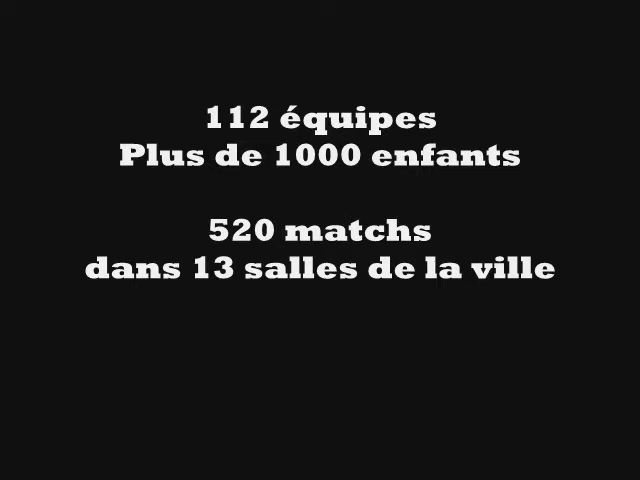 112 équipes
Plus de 1000 enfants
520 matchs
dans 13 salles de la ville